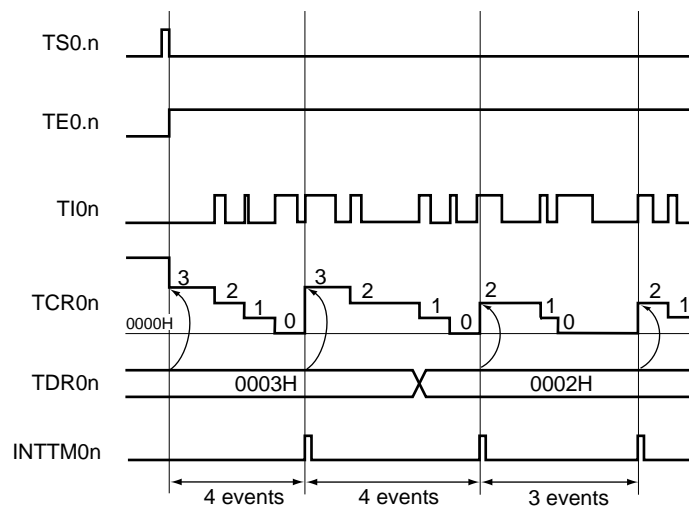 TS0.n
TE0.n
TI0n
TCR0n
3 2 1 0 3 2 1 0 2 1 0 2 1
0000H
TDR0n
0003H 0002H
INTTM0n
4 events 4 events 3 events